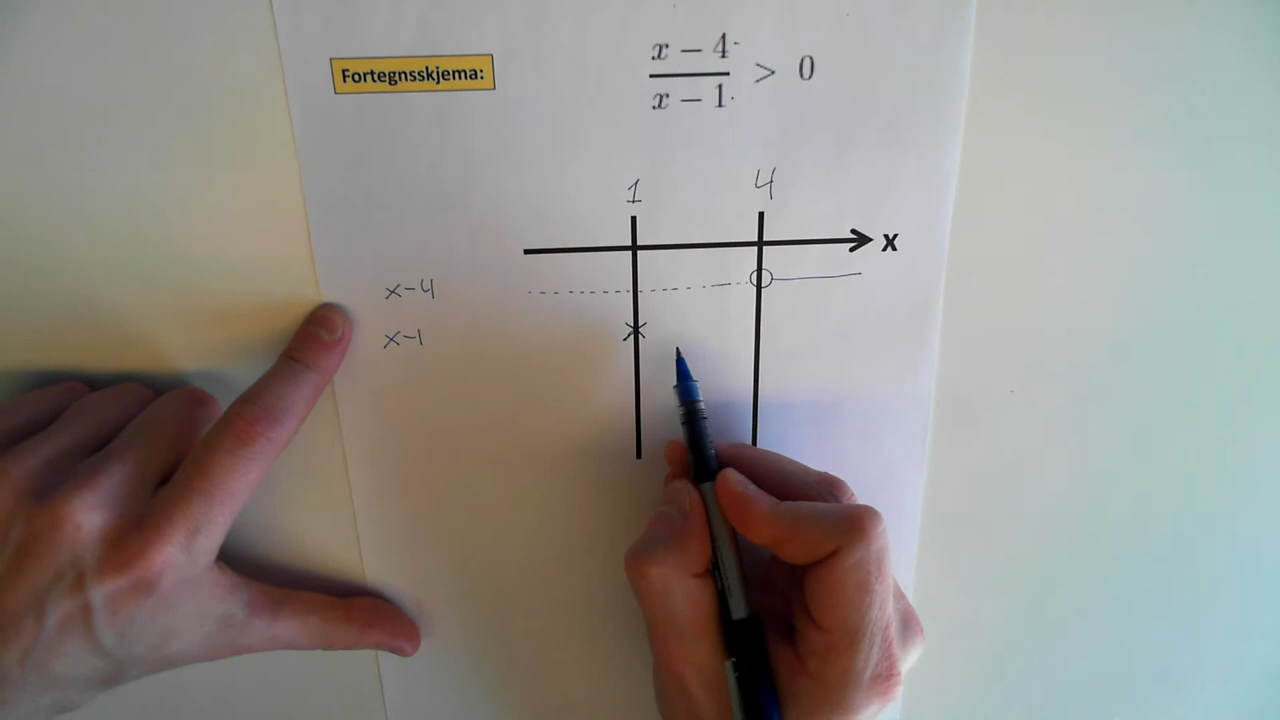 Fortegnsskjema:
x − 4
x − 1
> 0
1 4
x
x-4
x-1